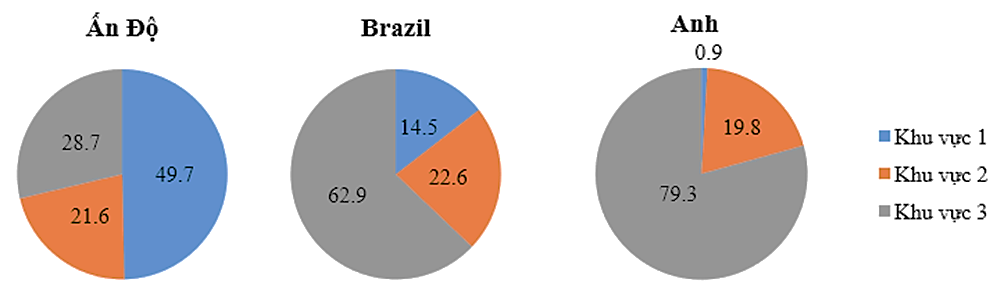 Ấn Độ
28.7
49.7
21.6
Brazil
14.5
22.6
62.9
Anh
0.9
19.8
79.3
Khu vực 1
Khu vực 2
Khu vực 3